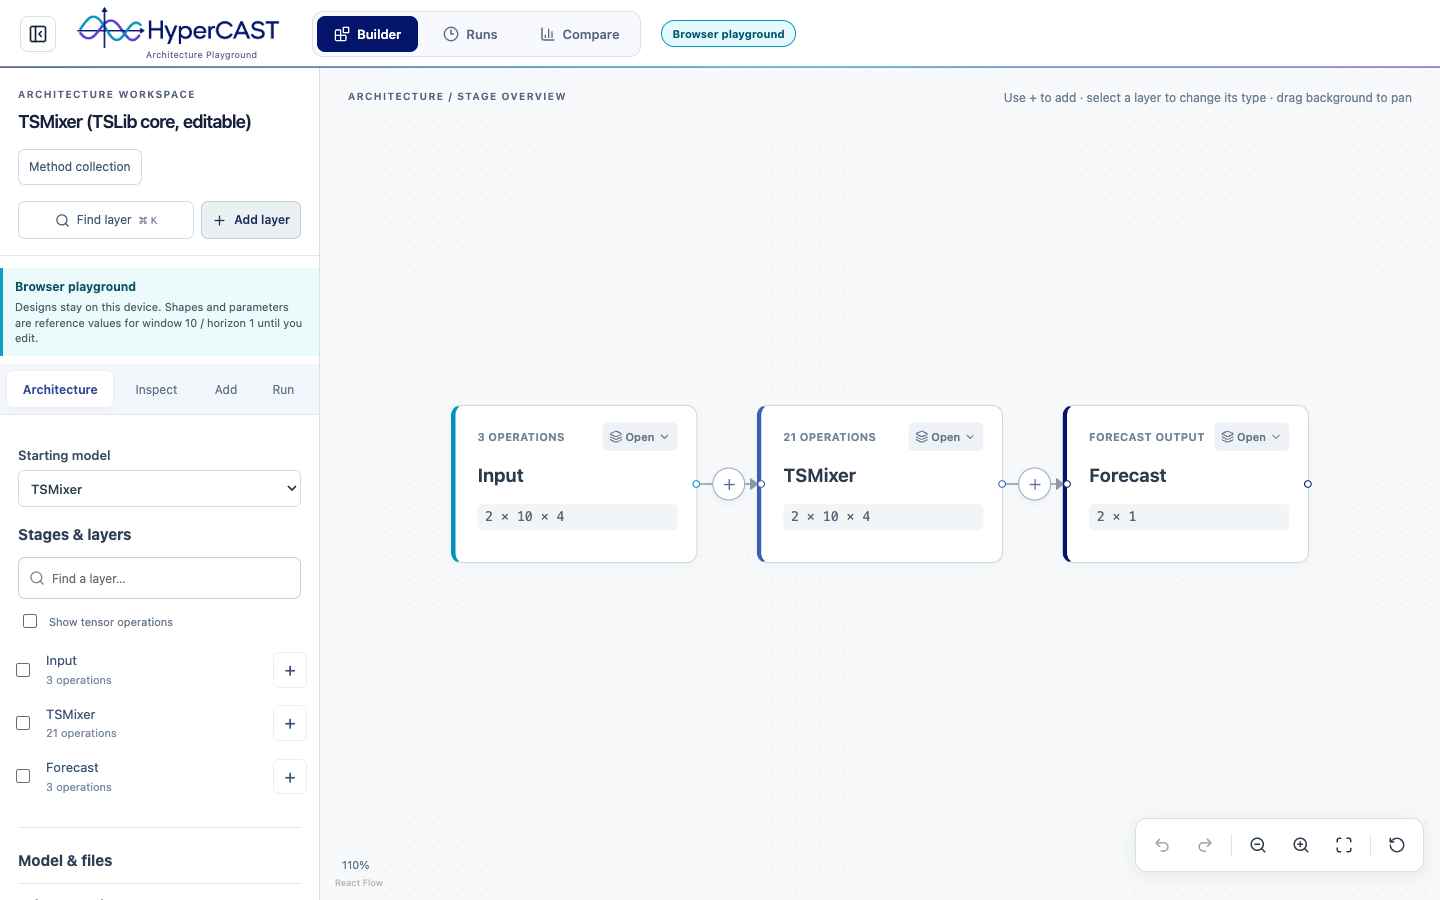 HyperCAST
Architecture Playground
Builder
Runs
Compare
Browser playground
ARCHITECTURE WORKSPACE
TSMixer (TSLib core, editable)
Method collection
Find layer ⌘ K
Add layer
Browser playground
Designs stay on this device. Shapes and parameters
are reference values for window 10 / horizon 1 until you
edit.
Architecture
Inspect
Add
Run
Starting model
TSMixer
Stages & layers
Find a layer...
Show tensor operations
Input
3 operations
TSMixer
21 operations
Forecast
3 operations
Model & files
ARCHITECTURE / STAGE OVERVIEW
Use + to add · select a layer to change its type · drag background to pan
3 OPERATIONS
Open
Input
2 × 10 × 4
21 OPERATIONS
Open
TSMixer
2 × 10 × 4
FORECAST OUTPUT
Open
Forecast
2 × 1
110%
React Flow